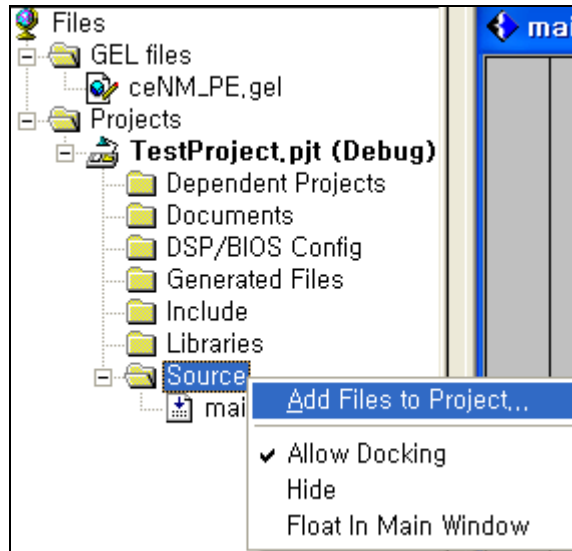 Files
mai
GEL files
ceNM_PE.gel
Projects
TestProject.pjt (Debug)
Dependent Projects
Documents
DSP/BIOS Config
Generated Files
Include
Libraries
Source
mai
Add Files to Project...
Allow Docking
Hide
Float In Main Window